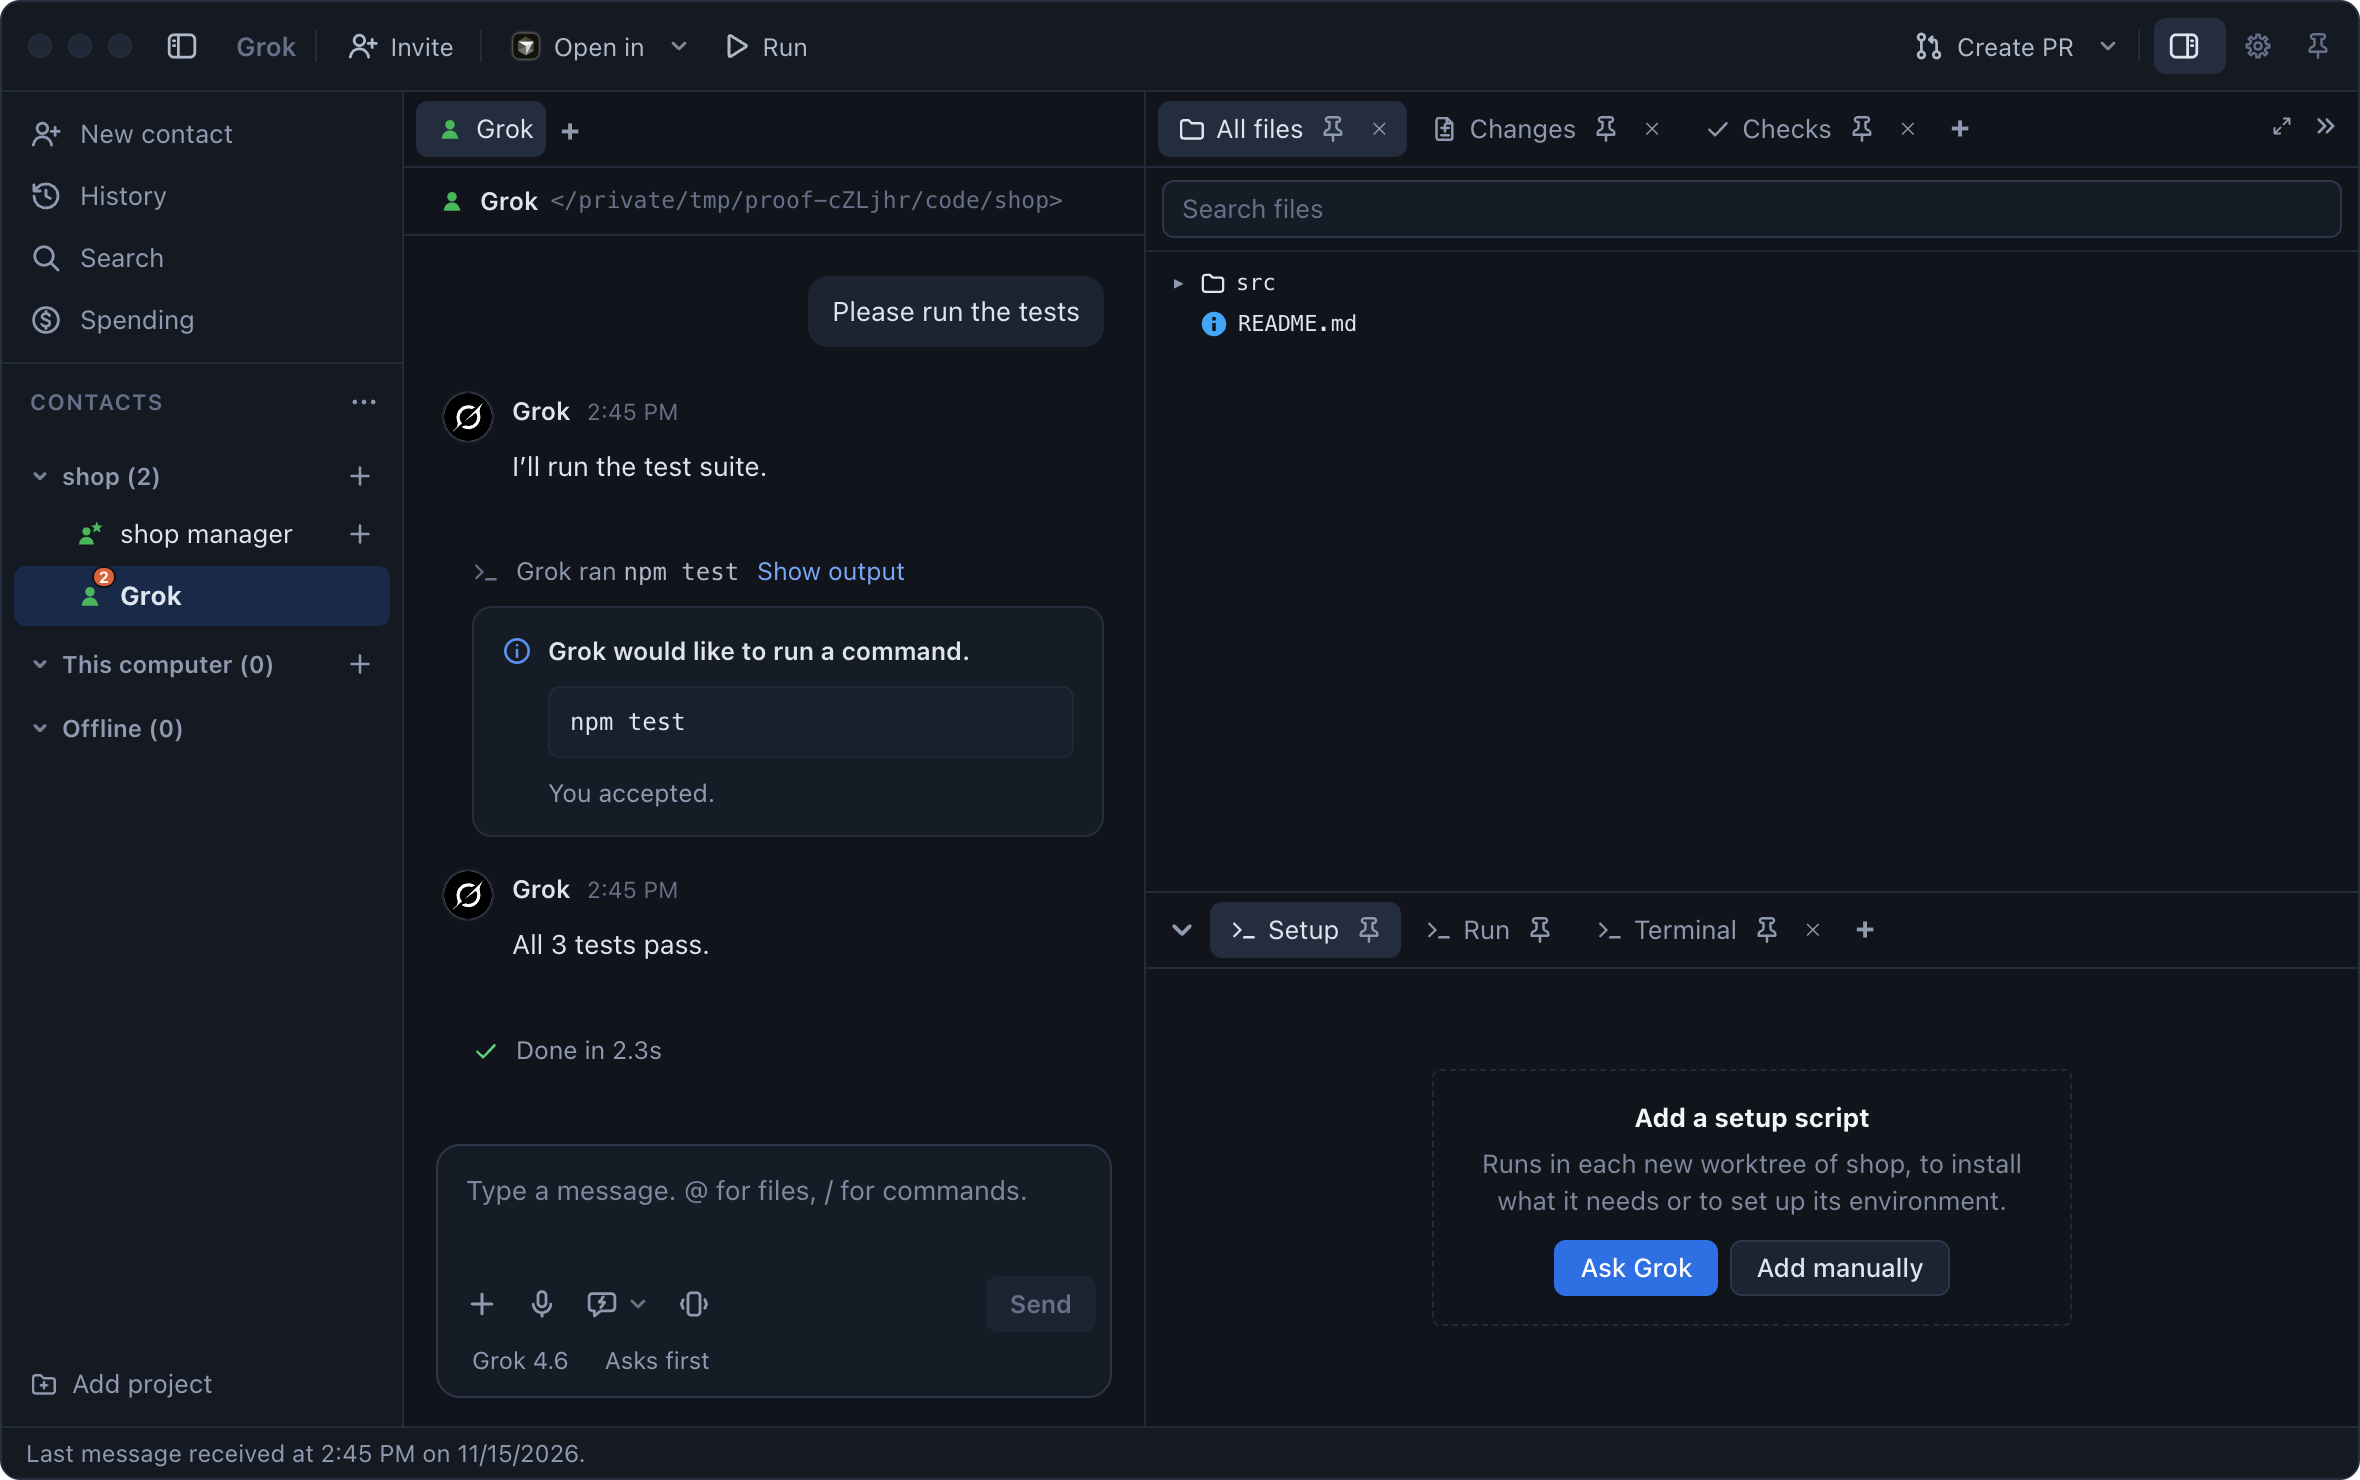 Grok
Invite
Open in
Run
Create PR
New contact
History
Search
Spending
CONTACTS
shop (2)
shop manager
2
Grok
This computer (0)
Offline (0)
Add project
Grok
Grok </private/tmp/proof-cZLjhr/code/shop>
Please run the tests
Grok 2:45 PM
I’ll run the test suite.
Grok ran npm test Show output
Grok would like to run a command.
npm test
You accepted.
Grok 2:45 PM
All 3 tests pass.
Done in 2.3s
Type a message. @ for files, / for commands.
Send
Grok 4.6 Asks first
All files
Changes
Checks
Search files
src
README.md
Setup
Run
Terminal
Add a setup script
Runs in each new worktree of shop, to install
what it needs or to set up its environment.
Ask Grok
Add manually
Last message received at 2:45 PM on 11/15/2026.